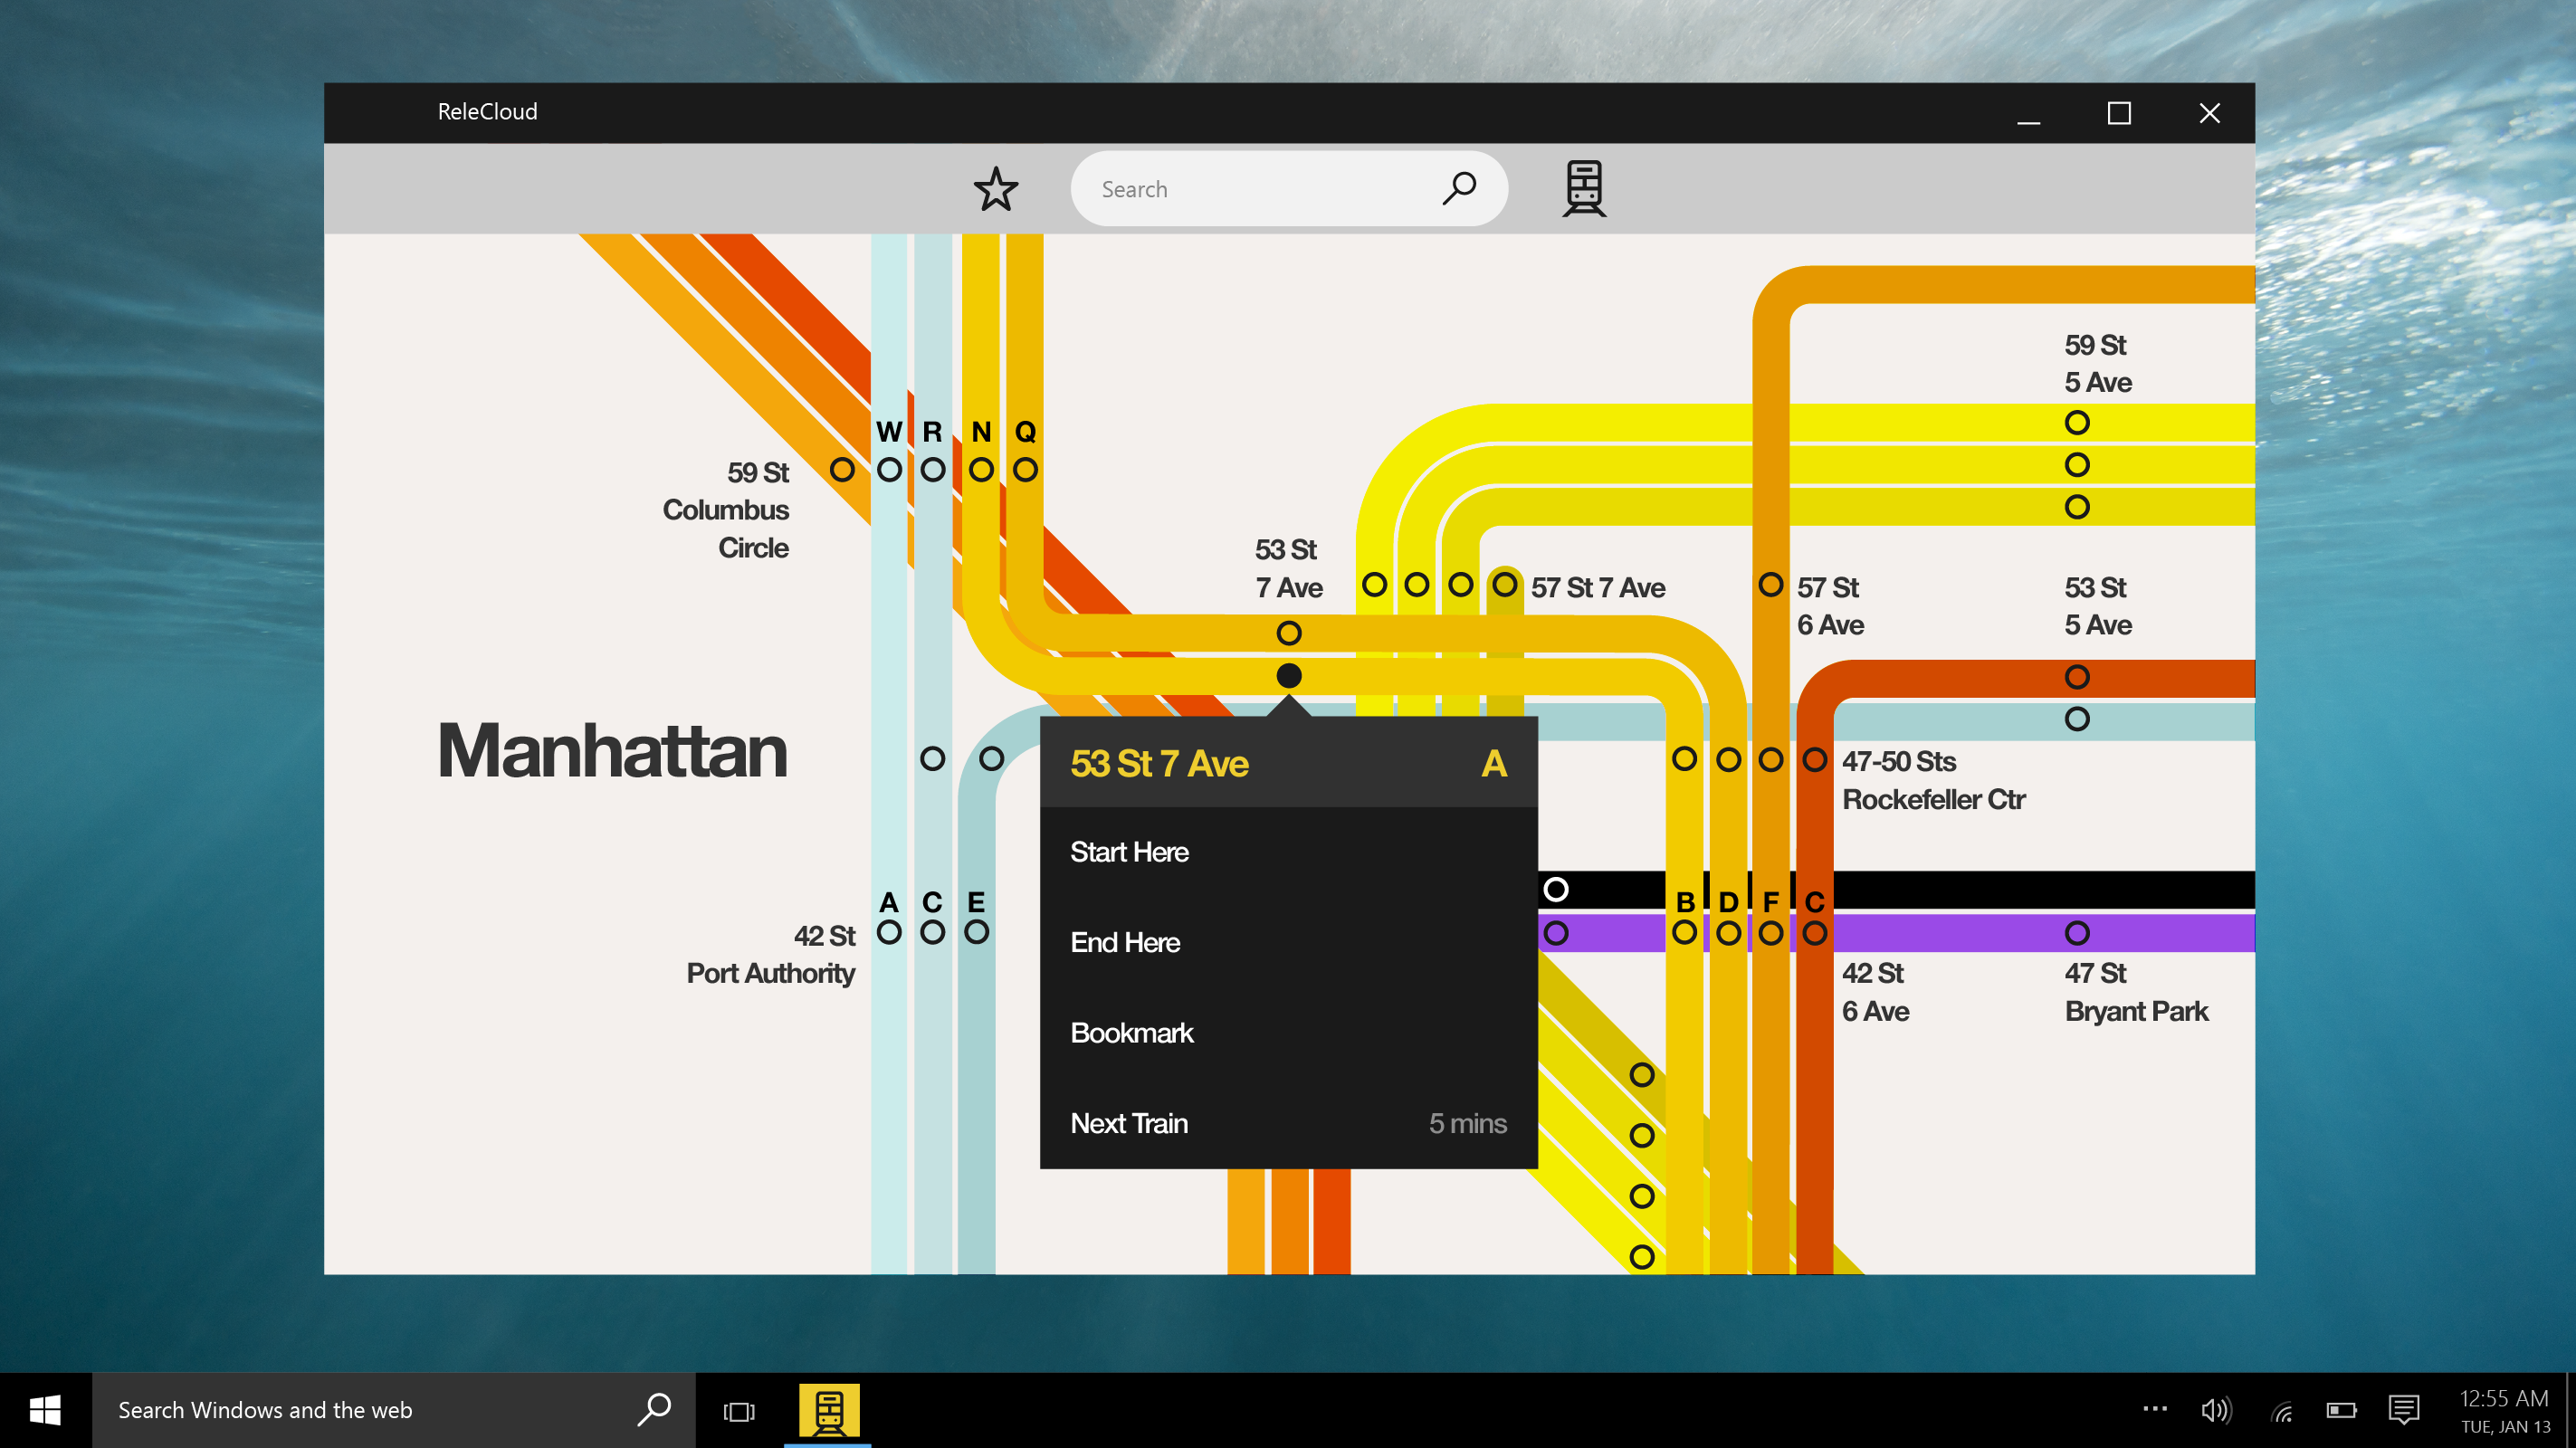 ReleCloud
Search
59 St
5 Ave
W R N Q
59 St
Columbus
Circle
53 St
7 Ave
57 St 7 Ave
57 St
6 Ave
53 St
5 Ave
Manhattan
53 St 7 Ave A
47-50 Sts
Rockefeller Ctr
Start Here
A C E
B D F C
42 St
Port Authority
End Here
42 St
6 Ave
47 St
Bryant Park
Bookmark
Next Train 5 mins
Search Windows and the web
12:55 AM
TUE, JAN 13